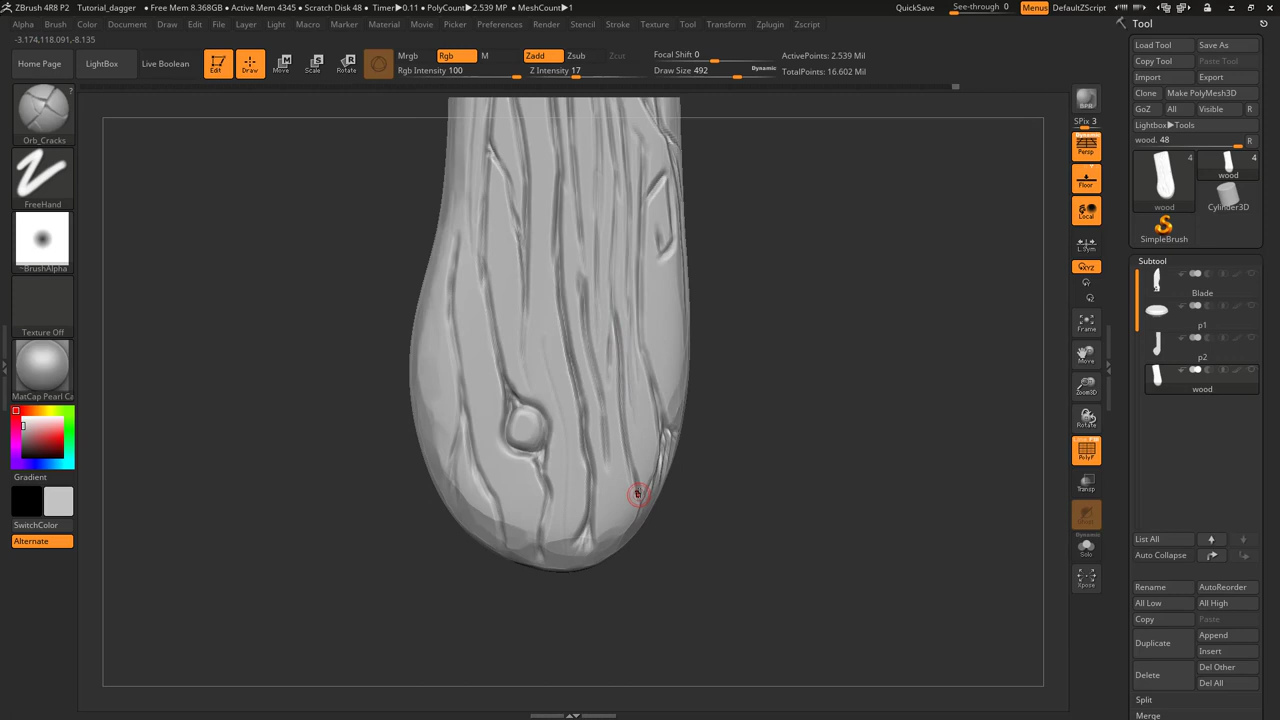 ZBrush 4R8 P2 Tutorial_dagger • Free Mem 8.368GB • Active Mem 4345 • Scratch Disk 48 • Timer▶0.11 • PolyCount▶2.539 MP • MeshCount▶1 QuickSave See-through 0 Menus DefaultZScript
Alpha Brush Color Document Draw Edit File Layer Light Macro Marker Material Movie Picker Preferences Render Stencil Stroke Texture Tool Transform Zplugin Zscript Tool
-3.174,118.091,-8.135
Load Tool Save As
Home Page LightBox Live Boolean Edit Draw Move Scale Rotate Mrgb Rgb M Zadd Zsub Zcut Focal Shift 0 ActivePoints: 2.539 Mil
Rgb Intensity 100 Z Intensity 17 Draw Size 492 Dynamic TotalPoints: 16.602 Mil
Copy Tool Paste Tool
Import Export
Clone Make PolyMesh3D
GoZ All Visible R
Lightbox▶Tools
wood. 48 R
? Orb_Cracks
FreeHand
~BrushAlpha
Texture Off
MatCap Pearl Ca
Gradient
SwitchColor
Alternate
BPR
SPix 3
Dynamic
Persp
Floor
Local
L.Sym
XYZ
Frame
Move
Zoom3D
Rotate
PolyF
Transp
Ghost
Dynamic
Solo
Xpose
4 4
wood
wood Cylinder3D
SimpleBrush
Subtool
Blade
p1
p2
wood
List All
Auto Collapse
Rename AutoReorder
All Low All High
Copy Paste
Duplicate Append
Insert
Delete Del Other
Del All
Split
Merge